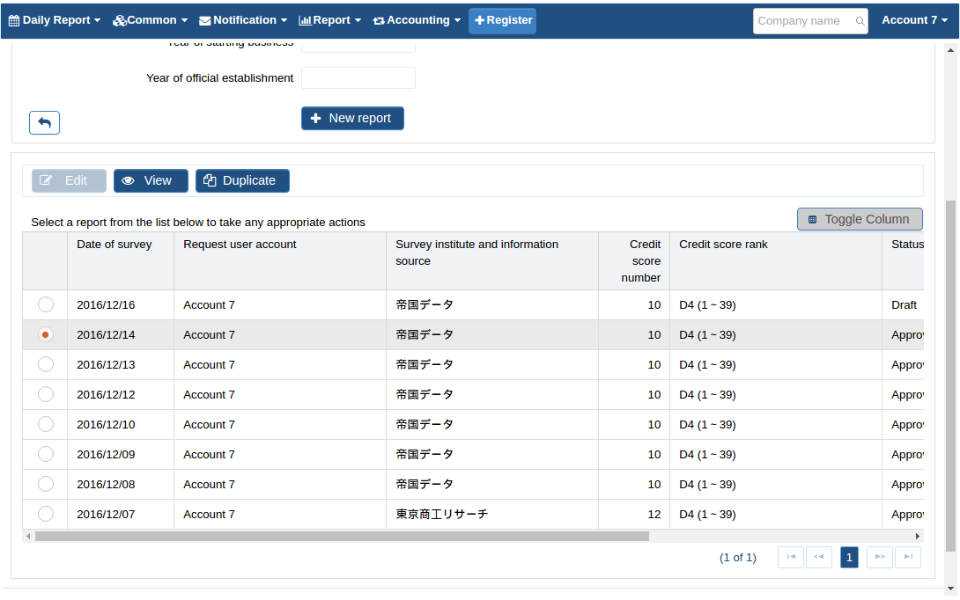 Daily Report Common Notification Report Accounting Register Company name Account 7
Year of starting business
Year of official establishment
New report
Edit View Duplicate
Select a report from the list below to take any appropriate actions Toggle Column
Date of survey Request user account Survey institute and information source Credit score number Credit score rank Status
2016/12/16 Account 7 帝国データ 10 D4 (1 ~ 39) Draft
2016/12/14 Account 7 帝国データ 10 D4 (1 ~ 39) Approv
2016/12/13 Account 7 帝国データ 10 D4 (1 ~ 39) Approv
2016/12/12 Account 7 帝国データ 10 D4 (1 ~ 39) Approv
2016/12/10 Account 7 帝国データ 10 D4 (1 ~ 39) Approv
2016/12/09 Account 7 帝国データ 10 D4 (1 ~ 39) Approv
2016/12/08 Account 7 帝国データ 10 D4 (1 ~ 39) Approv
2016/12/07 Account 7 東京商工リサーチ 12 D4 (1 ~ 39) Approv
(1 of 1) 1